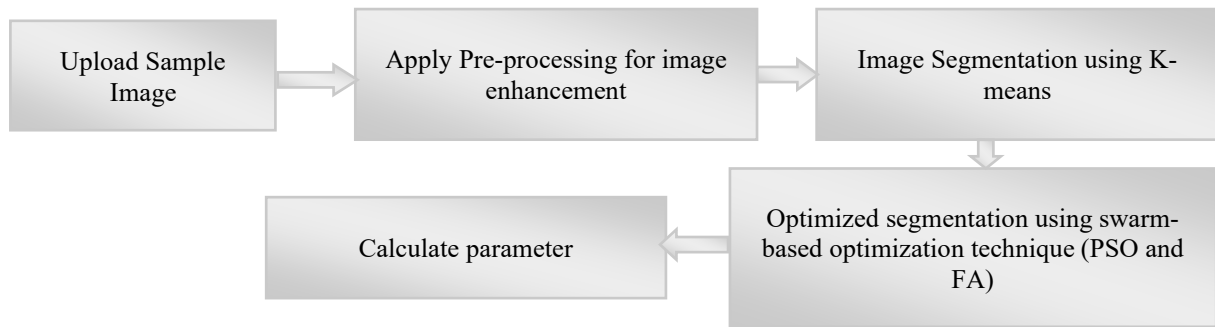 Upload Sample
Image
Apply Pre-processing for image
enhancement
Image Segmentation using K-
means
Optimized segmentation using swarm-
based optimization technique (PSO and
FA)
Calculate parameter